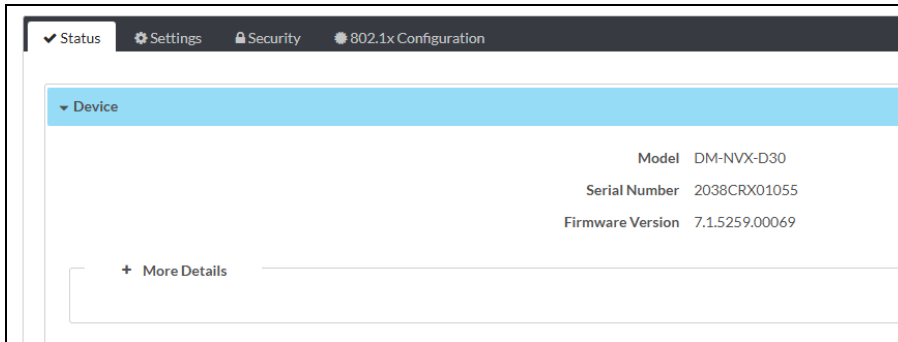 Status Settings Security 802.1x Configuration
Device
Model DM-NVX-D30
Serial Number 2038CRX01055
Firmware Version 7.1.5259.00069
+ More Details